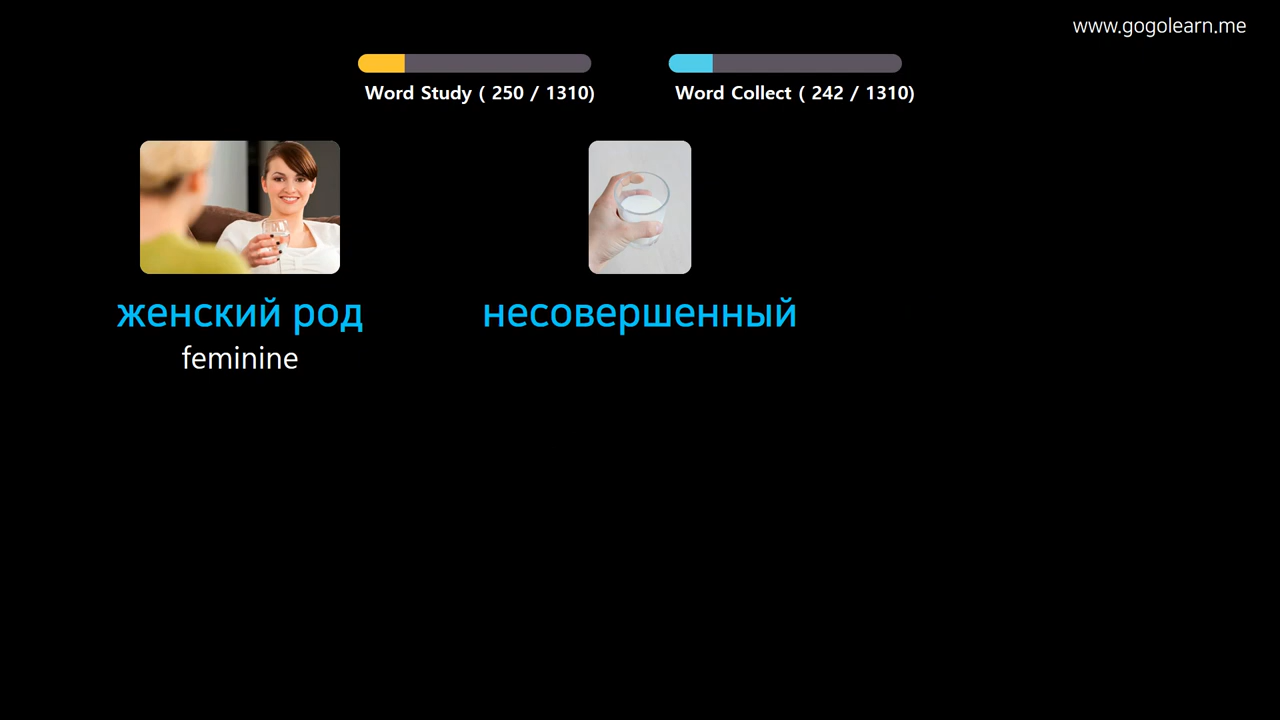 www.gogolearn.me
Word Study ( 250 / 1310)
Word Collect ( 242 / 1310)
женский род
несовершенный
feminine